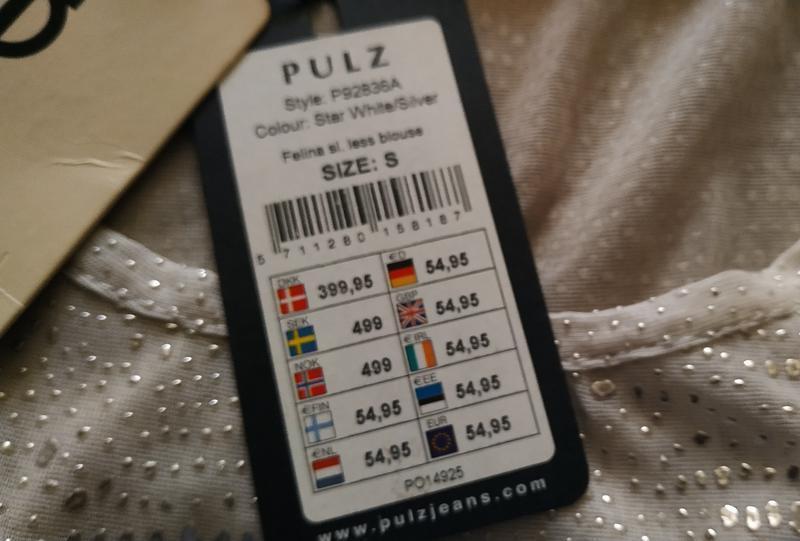 PULZ
Style: P92836A
Colour: Star White/Silver
Felina sl. less blouse
SIZE: S
5 711280 158187
DKK 399,95 €D 54,95
SEK 499 GBP 54,95
NOK 499 €IRL 54,95
€FIN 54,95 €EE 54,95
€NL 54,95 EUR 54,95
PO14925
www.pulzjeans.com